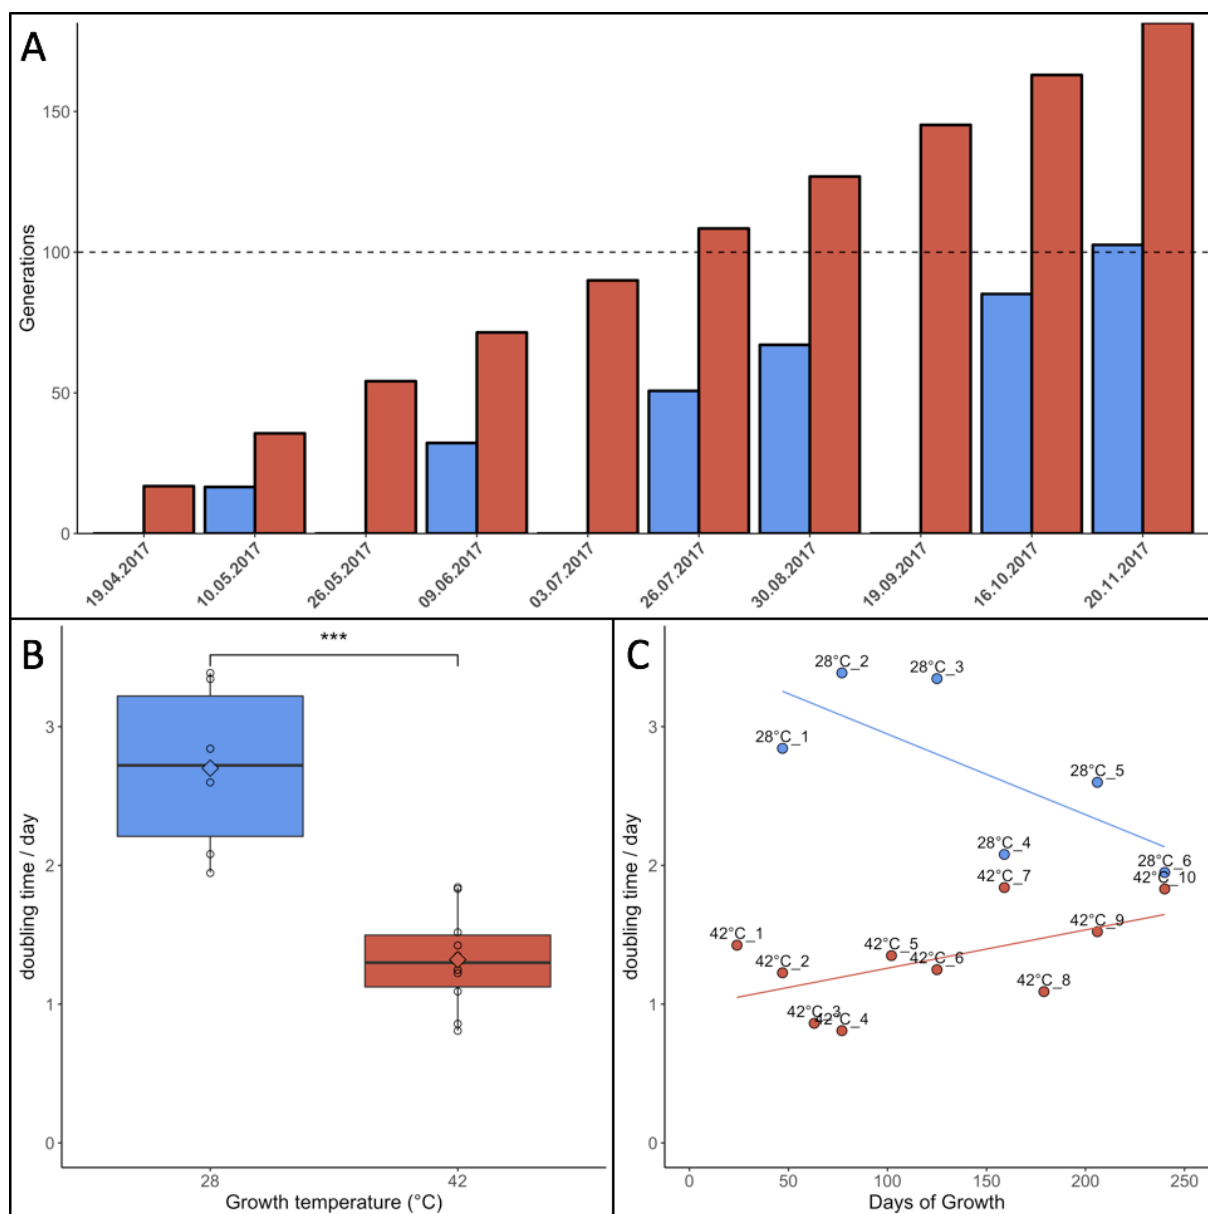 A
Generations
150
100
50
0
19.04.2017
10.05.2017
26.05.2017
09.06.2017
03.07.2017
26.07.2017
30.08.2017
19.09.2017
16.10.2017
20.11.2017
B
***
doubling time / day
3
2
1
0
28
42
Growth temperature (°C)
C
doubling time / day
3
2
1
0
28°C_2
28°C_3
28°C_1
28°C_5
28°C_4
28°C_6
42°C_7
42°C_10
42°C_1
42°C_9
42°C_5
42°C_2
42°C_6
42°C_8
42°C_3
42°C_4
0
50
100
150
200
250
Days of Growth